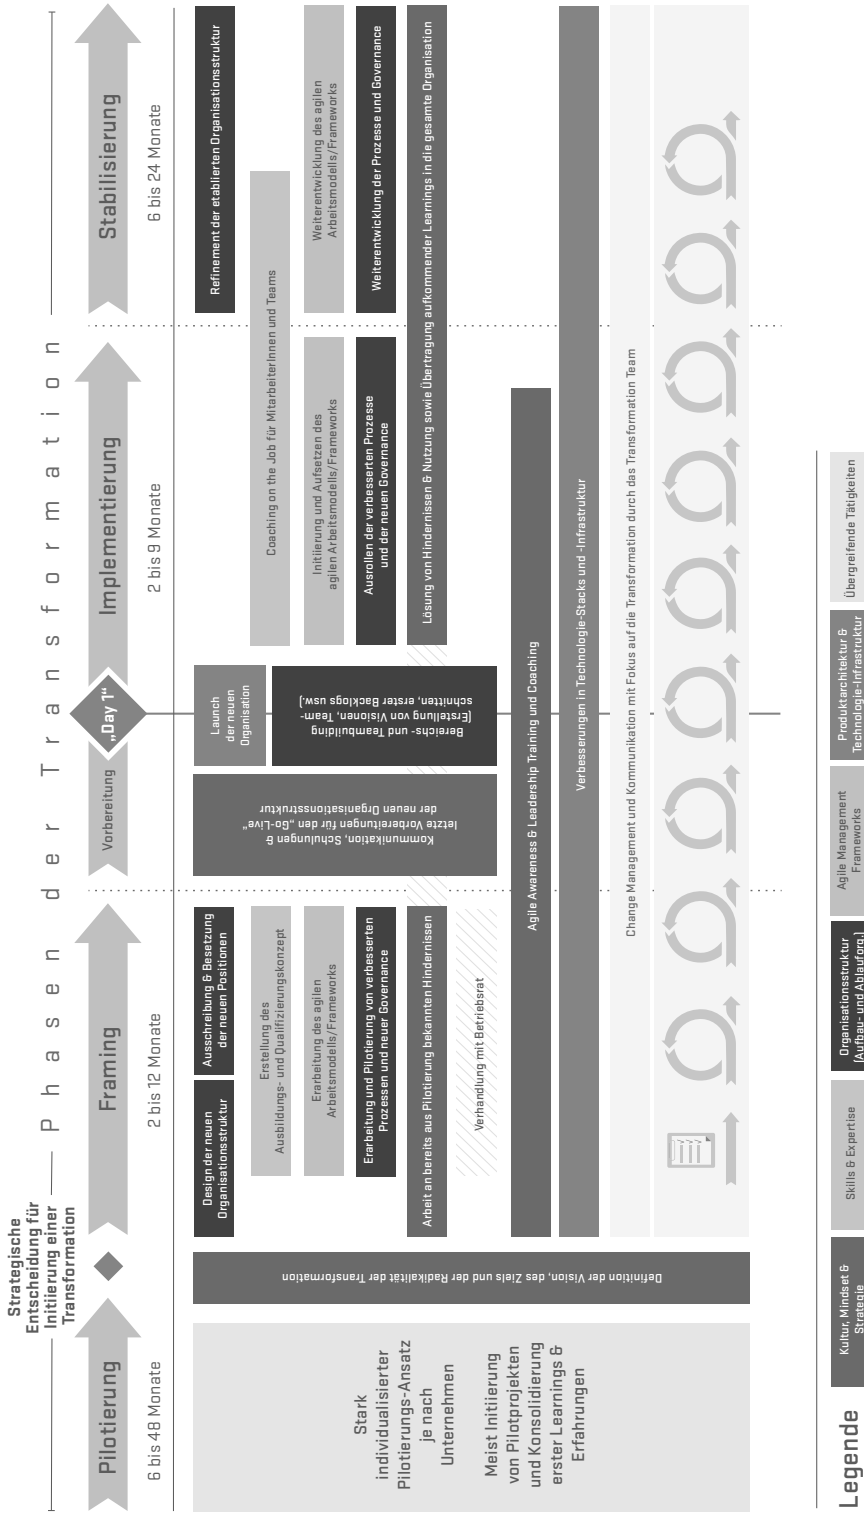 Strategische
Entscheidung für
Initiierung einer
Transformation
Phasen der Transformation
Pilotierung
Framing
Vorbereitung
„Day 1“
Implementierung
Stabilisierung
6 bis 48 Monate
2 bis 12 Monate
2 bis 9 Monate
6 bis 24 Monate
Stark
individualisierter
Pilotierungs-Ansatz
je nach
Unternehmen
Meist Initiierung
von Pilotprojekten
und Konsolidierung
erster Learnings &
Erfahrungen
Definition der Vision, des Ziels und der Radikalität der Transformation
Design der neuen
Organisationsstruktur
Ausschreibung & Besetzung
der neuen Positionen
Erstellung des
Ausbildungs- und Qualifizierungskonzept
Erarbeitung des agilen
Arbeitsmodells/Frameworks
Erarbeitung und Pilotierung von verbesserten
Prozessen und neuer Governance
Arbeit an bereits aus Pilotierung bekannten Hindernissen
Verhandlung mit Betriebsrat
Kommunikation, Schulungen &
letzte Vorbereitungen für den „Go-Live“
der neuen Organisationsstruktur
Launch
der neuen
Organisation
Bereichs- und Teambuilding
(Erstellung von Visionen, Team-
schnitten, erster Backlogs usw.)
Coaching on the Job für MitarbeiterInnen und Teams
Initiierung und Aufsetzen des
agilen Arbeitsmodells/Frameworks
Ausrollen der verbesserten Prozesse
und der neuen Governance
Lösung von Hindernissen & Nutzung sowie Übertragung aufkommender Learnings in die gesamte Organisation
Refinement der etablierten Organisationsstruktur
Weiterentwicklung des agilen
Arbeitsmodells/Frameworks
Weiterentwicklung der Prozesse und Governance
Agile Awareness & Leadership Training und Coaching
Verbesserungen in Technologie-Stacks und -Infrastruktur
Change Management und Kommunikation mit Fokus auf die Transformation durch das Transformation Team
Legende
Kultur, Mindset &
Strategie
Skills & Expertise
Organisationsstruktur
(Aufbau- und Ablauforg.)
Agile Management
Frameworks
Produktarchitektur &
Technologie-Infrastruktur
Übergreifende Tätigkeiten